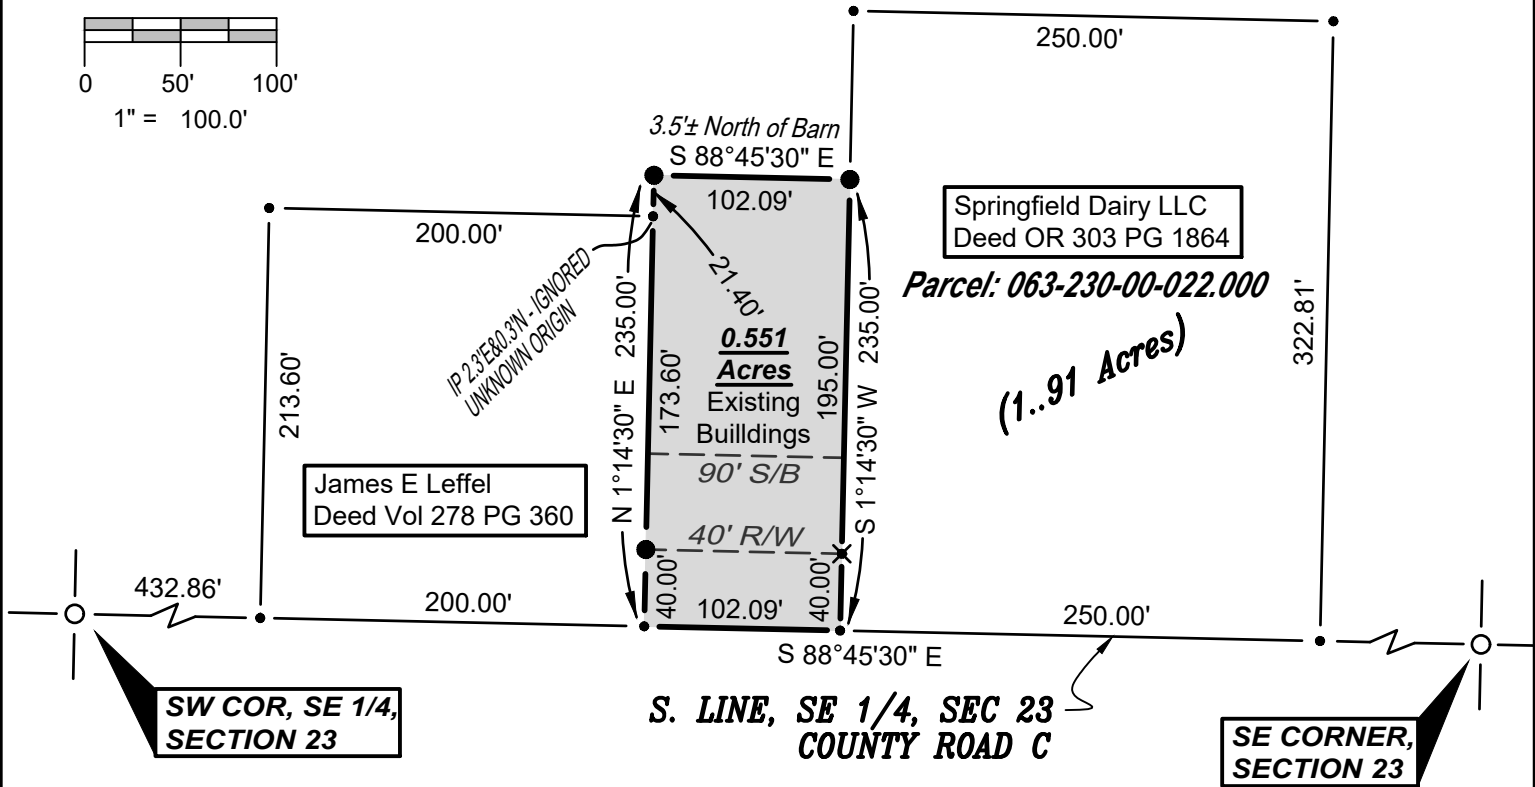 0 50' 100'
1" = 100.0'
250.00'
3.5'± North of Barn
S 88°45'30" E
102.09'
200.00'
Springfield Dairy LLC
Deed OR 303 PG 1864
Parcel: 063-230-00-022.000
(1..91 Acres)
322.81'
IP 2.3'E&0.3'N - IGNORED
UNKNOWN ORIGIN
21.40'
N 1°14'30" E 235.00'
173.60'
0.551
Acres
Existing
Builldings
195.00'
S 1°14'30" W 235.00'
213.60'
James E Leffel
Deed Vol 278 PG 360
90' S/B
40' R/W
40.00'
40.00'
432.86'
200.00'
102.09'
250.00'
S 88°45'30" E
SW COR, SE 1/4,
SECTION 23
S. LINE, SE 1/4, SEC 23
COUNTY ROAD C
SE CORNER,
SECTION 23